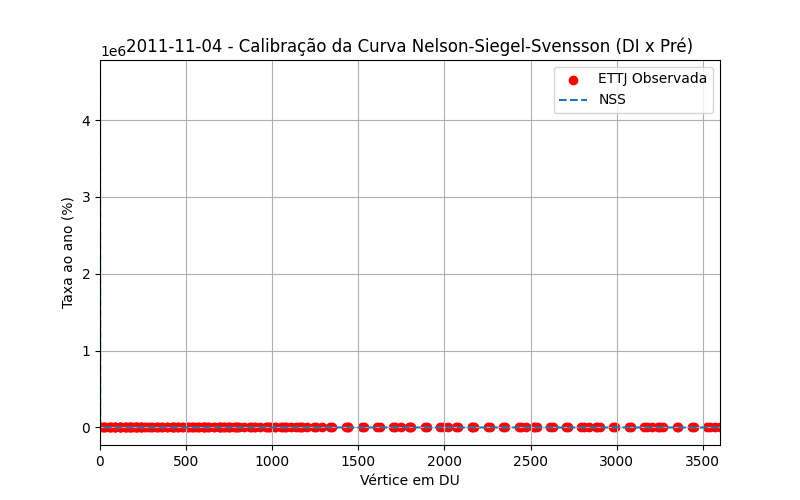 2011-11-04 - Calibração da Curva Nelson-Siegel-Svensson (DI x Pré)
1e6
ETTJ Observada
NSS
4
3
2
1
0
Taxa ao ano (%)
0 500 1000 1500 2000 2500 3000 3500
Vértice em DU